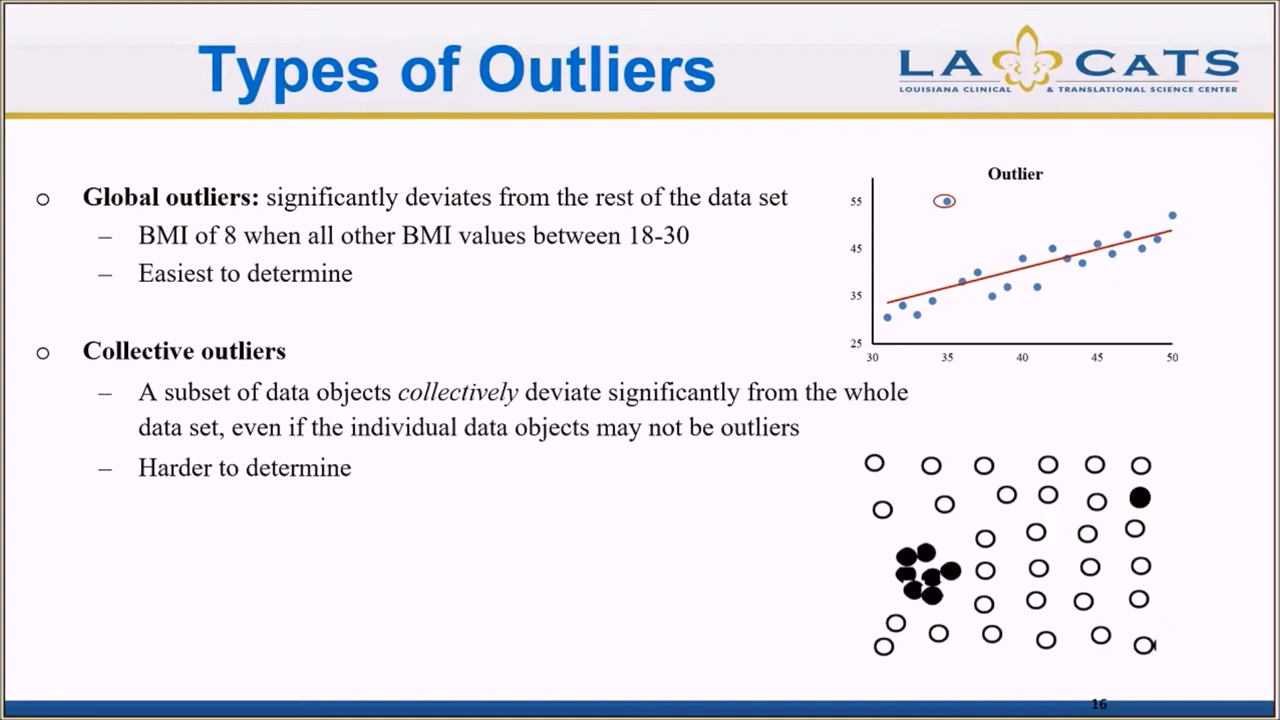 Types of Outliers
LA CATS
LOUISIANA CLINICAL & TRANSLATIONAL SCIENCE CENTER
o Global outliers: significantly deviates from the rest of the data set
– BMI of 8 when all other BMI values between 18-30
– Easiest to determine
o Collective outliers
– A subset of data objects collectively deviate significantly from the whole
data set, even if the individual data objects may not be outliers
– Harder to determine
Outlier
55
45
35
25
30 35 40 45 50
16